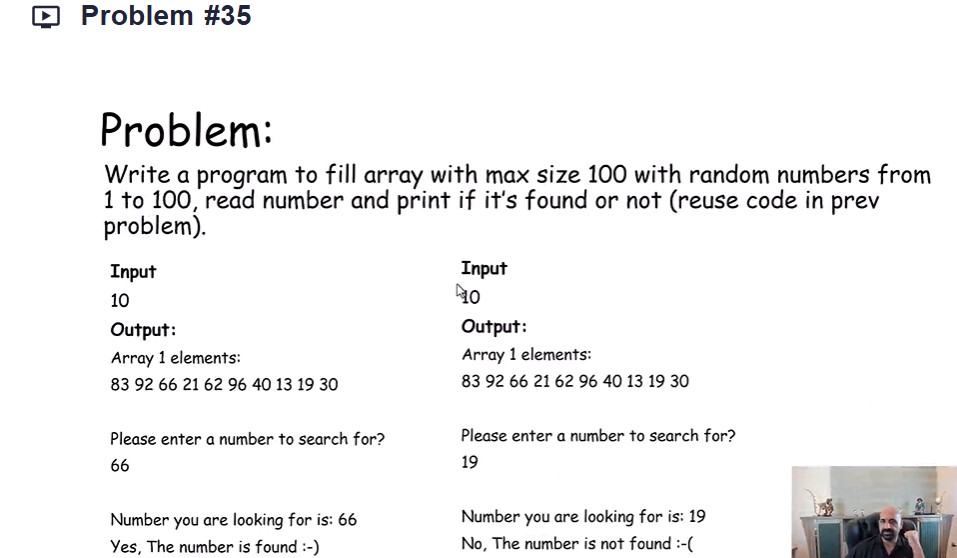 Problem #35
Problem:
Write a program to fill array with max size 100 with random numbers from
1 to 100, read number and print if it's found or not (reuse code in prev
problem).
Input
10
Output:
Array 1 elements:
83 92 66 21 62 96 40 13 19 30
Please enter a number to search for?
66
Number you are looking for is: 66
Yes, The number is found :-)
Input
10
Output:
Array 1 elements:
83 92 66 21 62 96 40 13 19 30
Please enter a number to search for?
19
Number you are looking for is: 19
No, The number is not found :-(